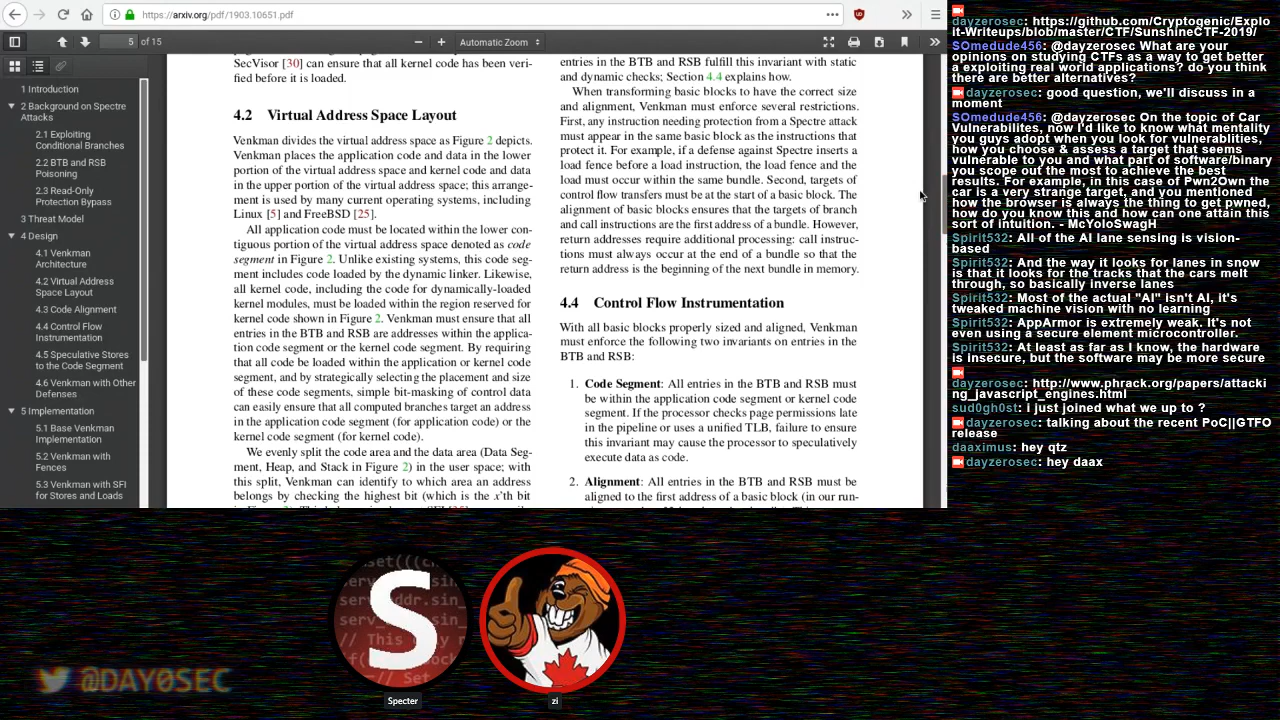 https://arxiv.org/pdf/1903.10651.pdf
5 of 15
Automatic Zoom
1 Introduction
2 Background on Spectre
Attacks
2.1 Exploiting
Conditional Branches
2.2 BTB and RSB
Poisoning
2.3 Read-Only
Protection Bypass
3 Threat Model
4 Design
4.1 Venkman
Architecture
4.2 Virtual Address
Space Layout
4.3 Code Alignment
4.4 Control Flow
Instrumentation
4.5 Speculative Stores
to the Code Segment
4.6 Venkman with Other
Defenses
5 Implementation
5.1 Base Venkman
Implementation
5.2 Venkman with
Fences
5.3 Venkman with SFI
for Stores and Loads
SecVisor [30] can ensure that all kernel code has been veri-
fied before it is loaded.
4.2 Virtual Address Space Layout
Venkman divides the virtual address space as Figure 2 depicts.
Venkman places the application code and data in the lower
portion of the virtual address space and kernel code and data
in the upper portion of the virtual address space; this arrange-
ment is used by many current operating systems, including
Linux [5] and FreeBSD [25].
All application code must be located within the lower con-
tiguous portion of the virtual address space denoted as code
segment in Figure 2. Unlike existing systems, this code seg-
ment includes code loaded by the dynamic linker. Likewise,
all kernel code, including the code for dynamically-loaded
kernel modules, must be loaded within the region reserved for
kernel code shown in Figure 2. Venkman must ensure that all
entries in the BTB and RSB are addresses within the applica-
tion code segment or the kernel code segment. By requiring
that all code be loaded within the application or kernel code
segment, and by strategically selecting the placement and size
of these code segments, simple bit-masking of control data
can easily ensure that all computed branches target an address
in the application code segment (for application code) or the
kernel code segment (for kernel code).
We evenly split the code area and the data area (Data Seg-
ment, Heap, and Stack in Figure 2) in the user space; with
this split, Venkman can identify to which area an address
belongs by checking the highest bit (which is the x'th bit
entries in the BTB and RSB fulfill this invariant with static
and dynamic checks; Section 4.4 explains how.
When transforming basic blocks to have the correct size
and alignment, Venkman must enforce several restrictions.
First, any instruction needing protection from a Spectre attack
must appear in the same basic block as the instructions that
protect it. For example, if a defense against Spectre inserts a
load fence before a load instruction, the load fence and the
load must occur within the same bundle. Second, targets of
control flow transfers must be at the start of a basic block. The
alignment of basic blocks ensures that the targets of branch
and call instructions are the first address of a bundle. However,
return addresses require additional processing: call instruc-
tions must always occur at the end of a bundle so that the
return address is the beginning of the next bundle in memory.
4.4 Control Flow Instrumentation
With all basic blocks properly sized and aligned, Venkman
must enforce the following two invariants on entries in the
BTB and RSB:
1. Code Segment: All entries in the BTB and RSB must
be within the application code segment or kernel code
segment. If the processor checks page permissions late
in the pipeline or uses a unified TLB, failure to ensure
this invariant may cause the processor to speculatively
execute data as code.
2. Alignment: All entries in the BTB and RSB must be
aligned to the first address of a basic block (in our run-
dayzerosec: https://github.com/Cryptogenic/Explo
it-Writeups/blob/master/CTF/SunshineCTF-2019/
SOmedude456: @dayzerosec What are your
opinions on studying CTFs as a way to get better
a exploiting real world applications? do you think
there are better alternatives?
dayzerosec: good question, we'll discuss in a
moment
SOmedude456: @dayzerosec On the topic of Car
Vulnerabilites, now I'd like to know what mentality
you guys adopt when you look for vulnerabilities,
how you choose & assess a target that seems
vulnerable to you and what part of software/binary
you scope out the most to achieve the best
results. For example, in this case of Pwn2Own the
car is a very strange target, and you mentioned
how the browser is always the thing to get pwned,
how do you know this and how can one attain this
sort of intuition. - McYoloSwagH
Spirit532: All of the AI lane sensing is vision-
based
Spirit532: And the way it looks for lanes in snow
is that it looks for the tracks that the cars melt
through, so basically inverse lanes
Spirit532: Most of the actual "AI" isn't AI, it's
tweaked machine vision with no learning
Spirit532: AppArmor is extremely weak. It's not
even using a secure element microcontroller.
Spirit532: At least as far as I know, the hardware
is insecure, but the software may be more secure
dayzerosec: http://www.phrack.org/papers/attacki
ng_javascript_engines.html
sud0gh0st: i just joined what we up to ?
dayzerosec: talking about the recent PoC||GTFO
release
daaximus: hey qtz
dayzerosec: hey daax
S
Specter
zi
@DAY0SEC